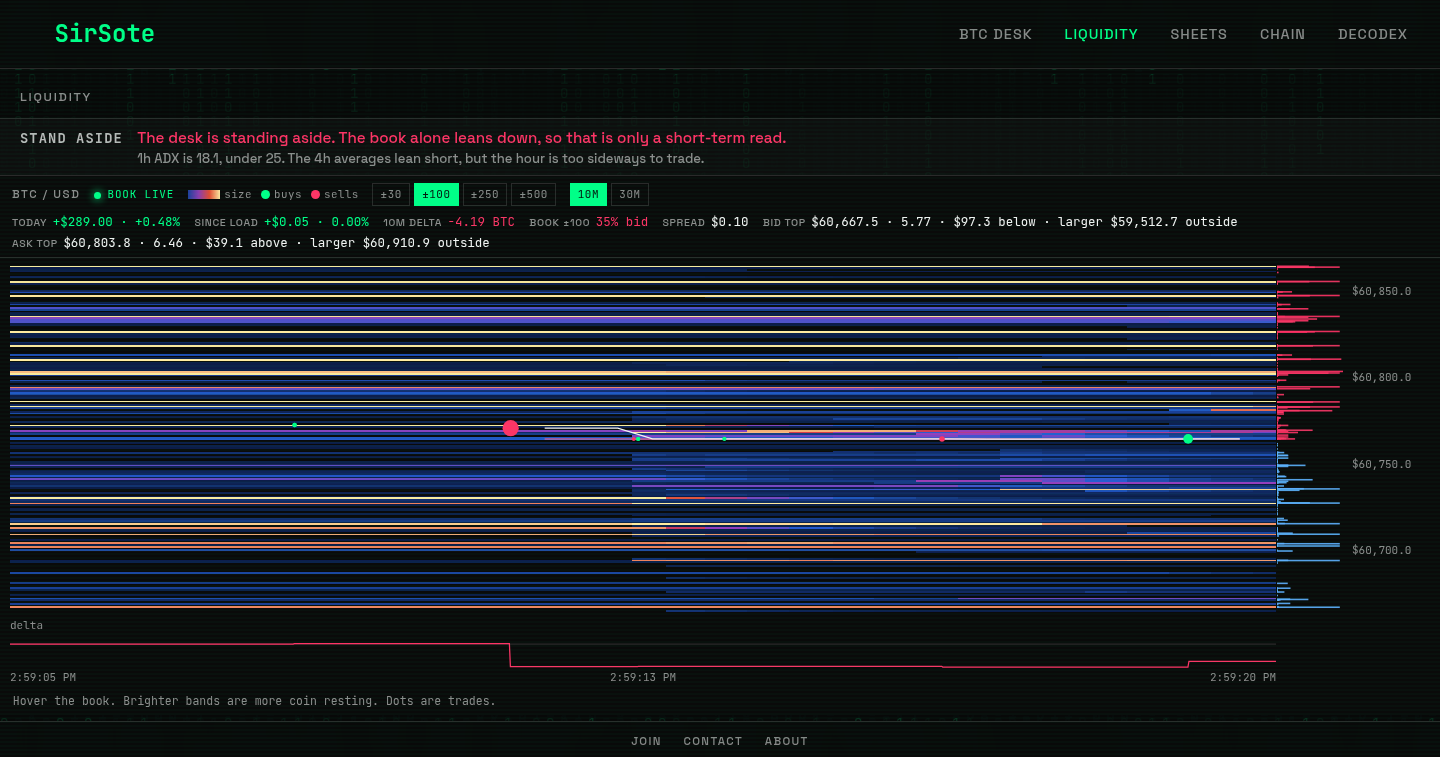 SirSote
BTC DESK LIQUIDITY SHEETS CHAIN DECODEX
LIQUIDITY
STAND ASIDE The desk is standing aside. The book alone leans down, so that is only a short-term read.
1h ADX is 18.1, under 25. The 4h averages lean short, but the hour is too sideways to trade.
BTC / USD BOOK LIVE size buys sells ±30 ±100 ±250 ±500 10M 30M
TODAY +$289.00 · +0.48% SINCE LOAD +$0.05 · 0.00% 10M DELTA -4.19 BTC BOOK ±100 35% bid SPREAD $0.10 BID TOP $60,667.5 · 5.77 · $97.3 below · larger $59,512.7 outside
ASK TOP $60,803.8 · 6.46 · $39.1 above · larger $60,910.9 outside
$60,850.0
$60,800.0
$60,750.0
$60,700.0
delta
2:59:05 PM 2:59:13 PM 2:59:20 PM
Hover the book. Brighter bands are more coin resting. Dots are trades.
JOIN CONTACT ABOUT